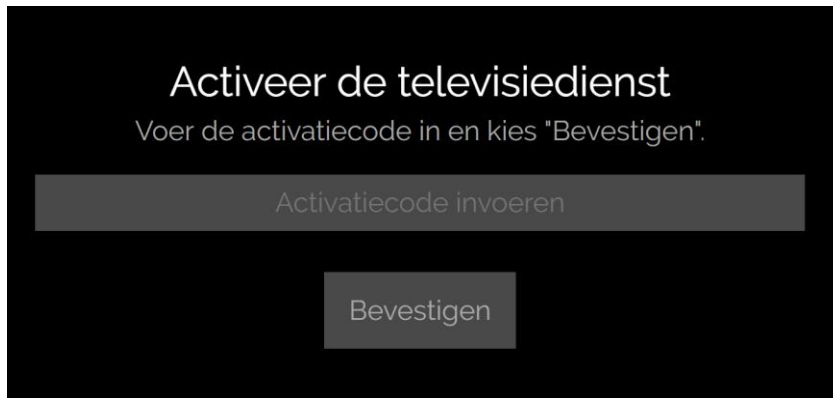 Activeer de televisiedienst
Voer de activatiecode in en kies "Bevestigen".
Activatiecode invoeren
Bevestigen